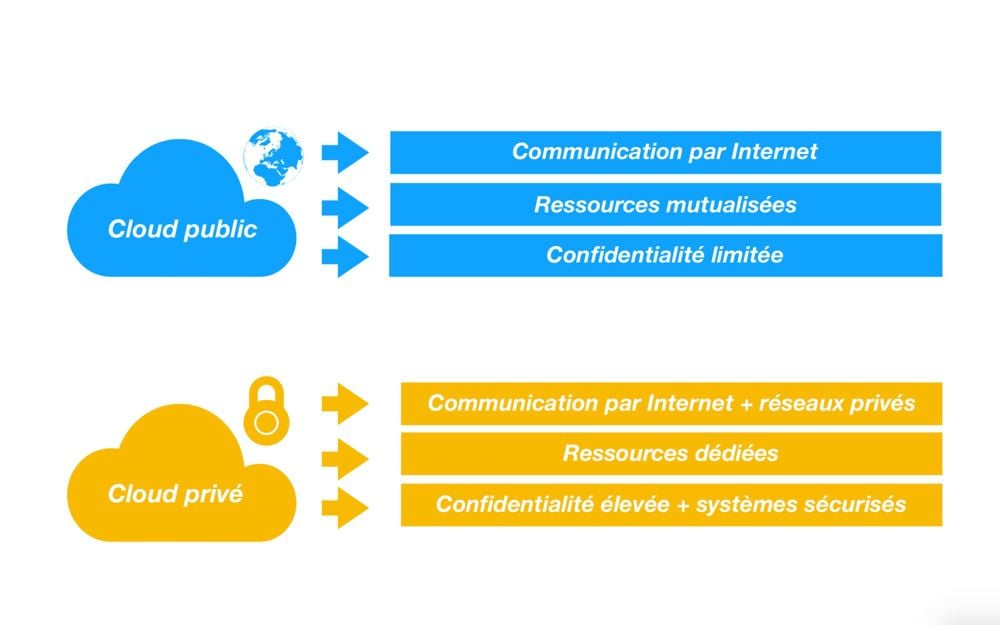 Cloud public
Communication par Internet
Ressources mutualisées
Confidentialité limitée
Cloud privé
Communication par Internet + réseaux privés
Ressources dédiées
Confidentialité élevée + systèmes sécurisés